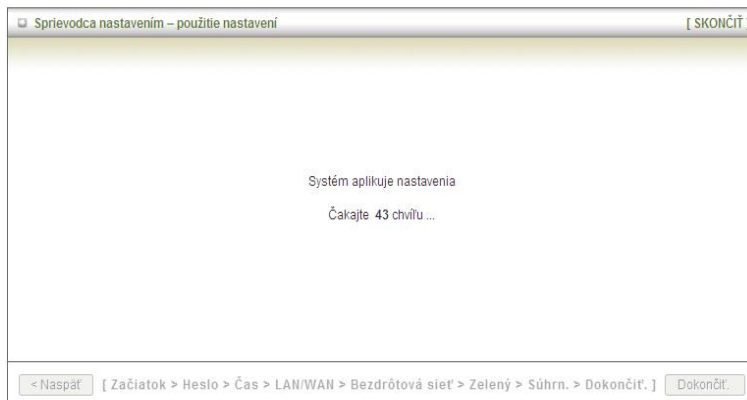 Sprievodca nastavením – použitie nastavení [ SKONČIŤ ]
Systém aplikuje nastavenia
Čakajte 43 chvíľu ...
< Naspäť [ Začiatok > Heslo > Čas > LAN/WAN > Bezdrôtová sieť > Zelený > Súhrn. > Dokončiť. ] Dokončiť.